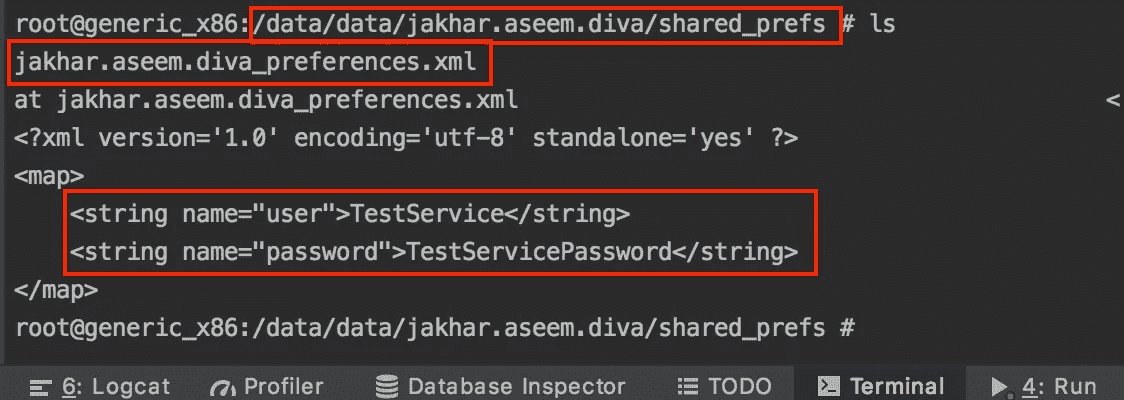 root@generic_x86:/data/data/jakhar.aseem.diva/shared_prefs # ls
jakhar.aseem.diva_preferences.xml
at jakhar.aseem.diva_preferences.xml <
<?xml version='1.0' encoding='utf-8' standalone='yes' ?>
<map>
    <string name="user">TestService</string>
    <string name="password">TestServicePassword</string>
</map>
root@generic_x86:/data/data/jakhar.aseem.diva/shared_prefs #
6: Logcat Profiler Database Inspector TODO Terminal 4: Run